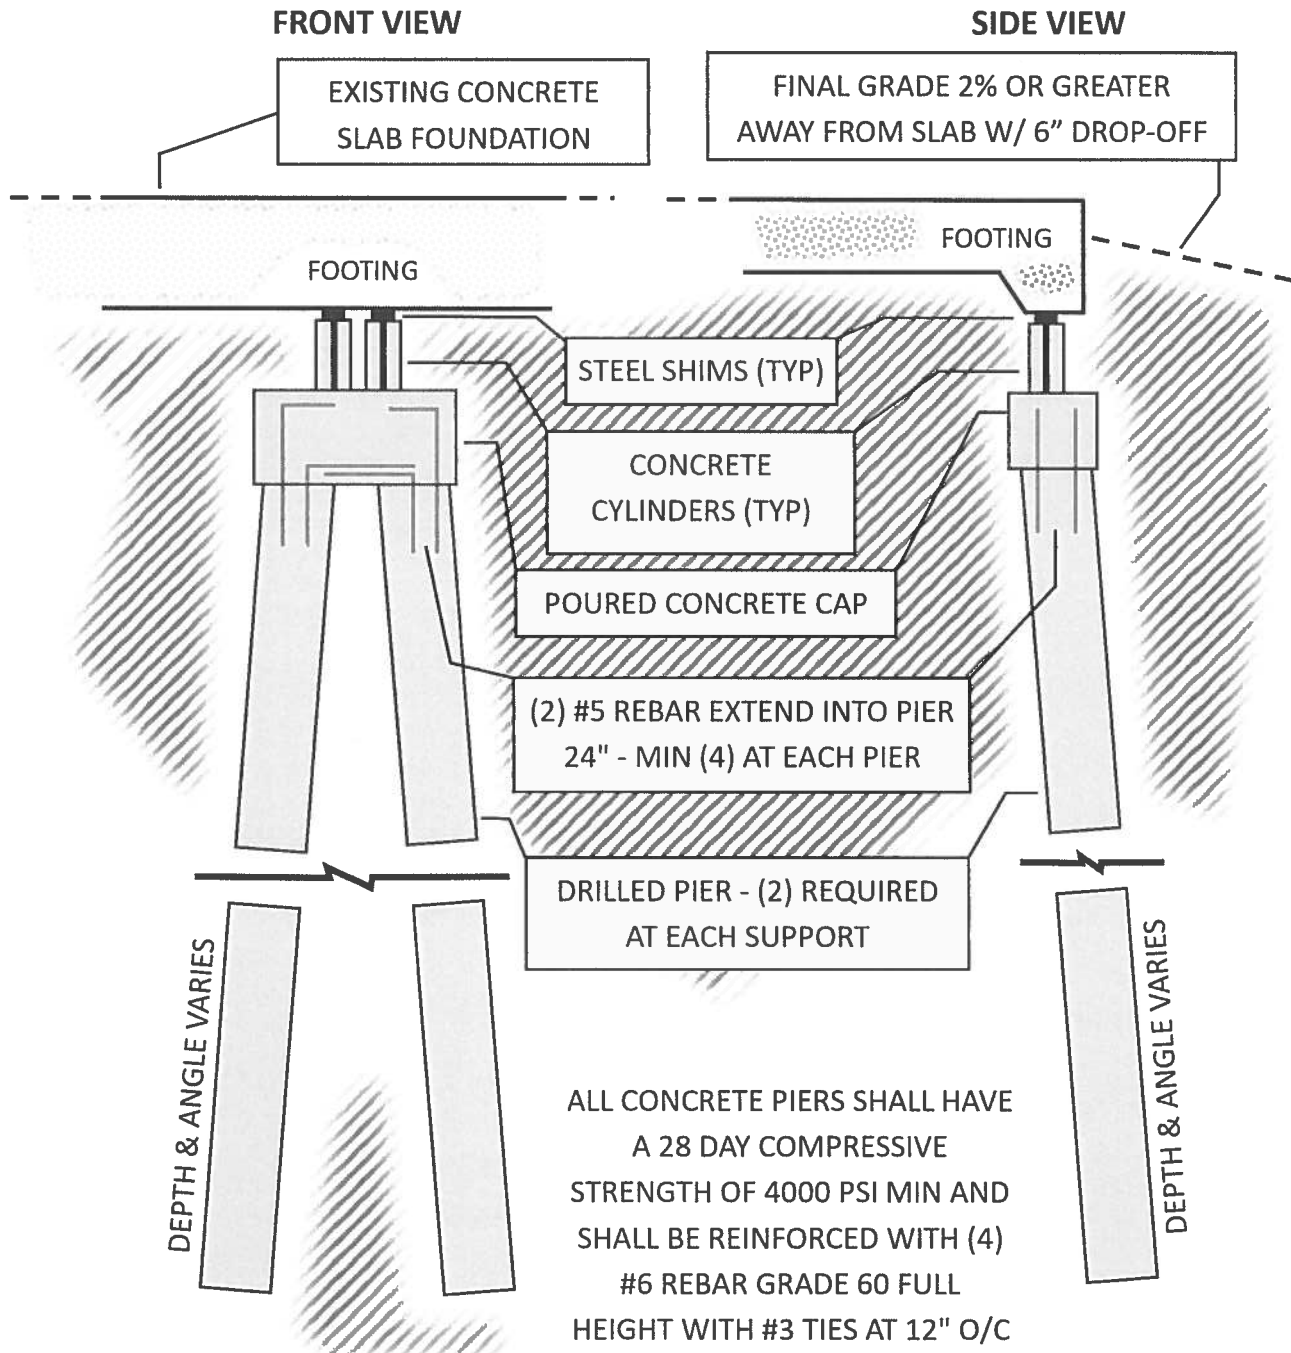 FRONT VIEW
SIDE VIEW
EXISTING CONCRETE
SLAB FOUNDATION
FINAL GRADE 2% OR GREATER
AWAY FROM SLAB W/ 6” DROP-OFF
FOOTING
FOOTING
STEEL SHIMS (TYP)
CONCRETE
CYLINDERS (TYP)
POURED CONCRETE CAP
(2) #5 REBAR EXTEND INTO PIER
24" - MIN (4) AT EACH PIER
DRILLED PIER - (2) REQUIRED
AT EACH SUPPORT
DEPTH & ANGLE VARIES
DEPTH & ANGLE VARIES
ALL CONCRETE PIERS SHALL HAVE
A 28 DAY COMPRESSIVE
STRENGTH OF 4000 PSI MIN AND
SHALL BE REINFORCED WITH (4)
#6 REBAR GRADE 60 FULL
HEIGHT WITH #3 TIES AT 12" O/C